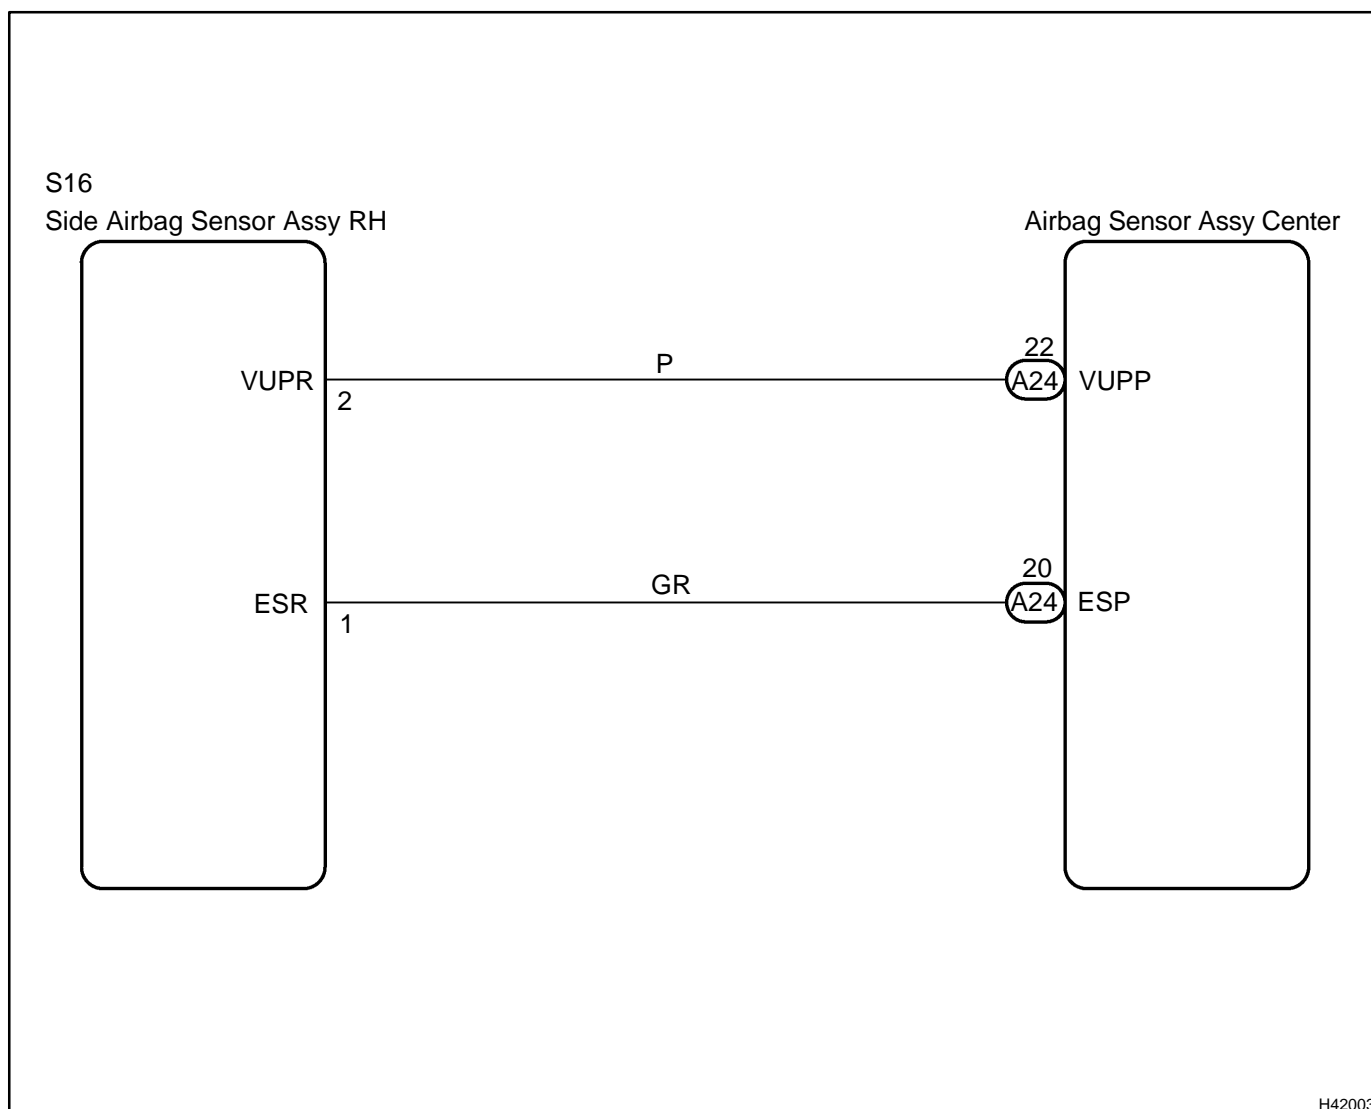 S16
Side Airbag Sensor Assy RH
Airbag Sensor Assy Center
VUPR
2
P
22
A24
VUPP
ESR
1
GR
20
A24
ESP
H42003